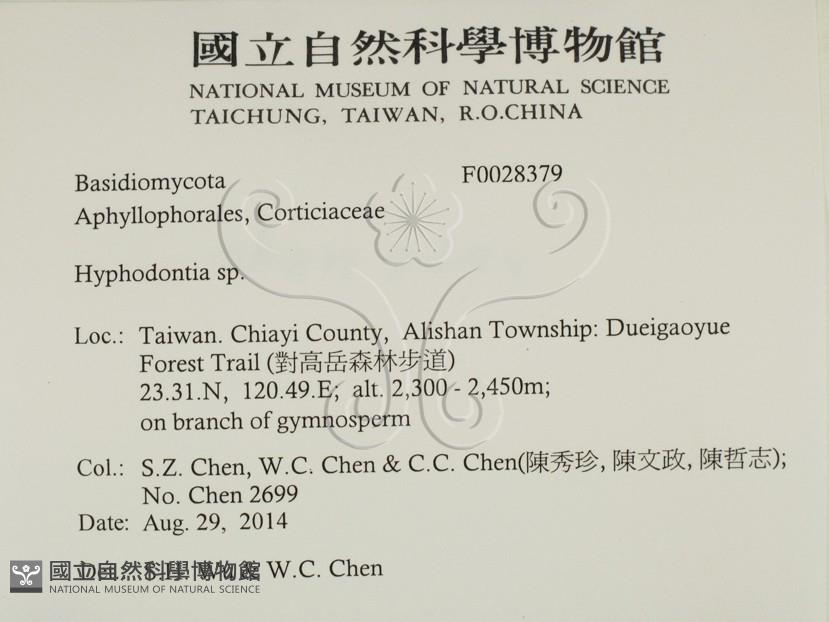 國立自然科學博物館
NATIONAL MUSEUM OF NATURAL SCIENCE
TAICHUNG, TAIWAN, R.O.CHINA
Basidiomycota F0028379
Aphyllophorales, Corticiaceae
Hyphodontia sp.
Loc.: Taiwan. Chiayi County, Alishan Township: Dueigaoyue
Forest Trail (對高岳森林步道)
23.31.N, 120.49.E; alt. 2,300 - 2,450m;
on branch of gymnosperm
Col.: S.Z. Chen, W.C. Chen & C.C. Chen(陳秀珍, 陳文政, 陳哲志);
No. Chen 2699
Date: Aug. 29, 2014
W.C. Chen
國立自然科學博物館
NATIONAL MUSEUM OF NATURAL SCIENCE